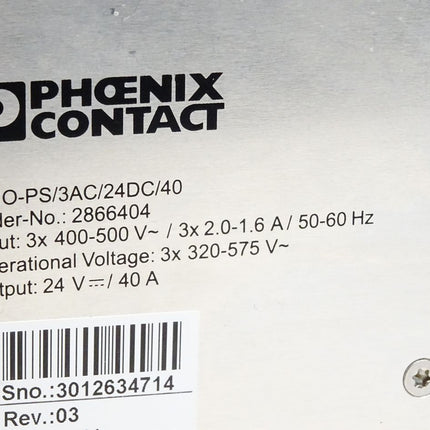 PHŒNIX
CONTACT
O-PS/3AC/24DC/40
der-No.: 2866404
ut: 3x 400-500 V~ / 3x 2.0-1.6 A / 50-60 Hz
erational Voltage: 3x 320-575 V~
tput: 24 V⎓/ 40 A
Sno.:3012634714
Rev.:03